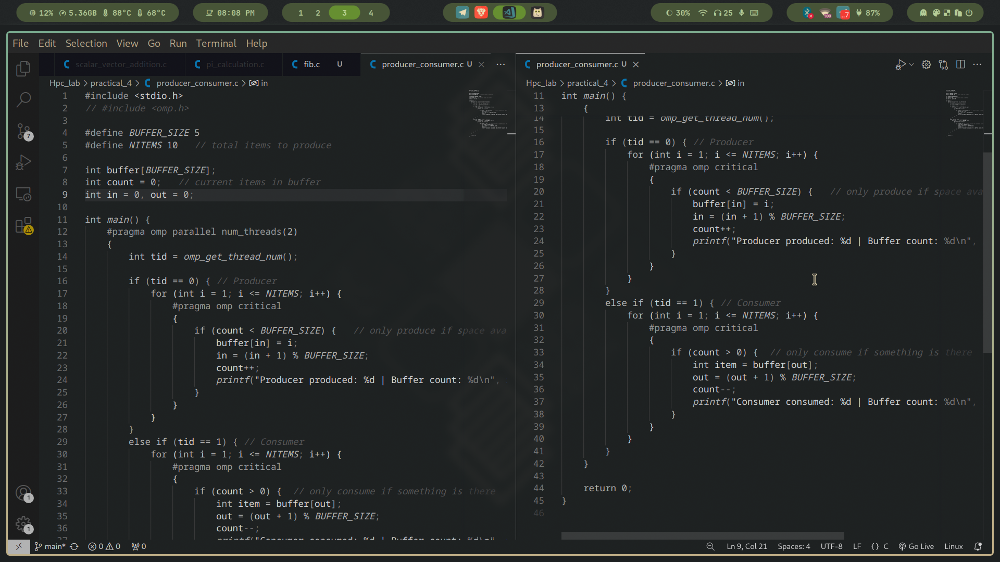 12% 5.36GB 88°C 68°C
08:08 PM
1 2 3 4
30% 25
100
..7
87%
File Edit Selection View Go Run Terminal Help
scalar_vector_addition.c pi_calculation.c fib.c U producer_consumer.c U
Hpc_lab > practical_4 > producer_consumer.c > in
1 #include <stdio.h>
2 // #include <omp.h>
3
4 #define BUFFER_SIZE 5
5 #define NITEMS 10 // total items to produce
6
7 int buffer[BUFFER_SIZE];
8 int count = 0; // current items in buffer
9 int in = 0, out = 0;
10
11 int main() {
12 #pragma omp parallel num_threads(2)
13 {
14 int tid = omp_get_thread_num();
15
16 if (tid == 0) { // Producer
17 for (int i = 1; i <= NITEMS; i++) {
18 #pragma omp critical
19 {
20 if (count < BUFFER_SIZE) { // only produce if space ava
21 buffer[in] = i;
22 in = (in + 1) % BUFFER_SIZE;
23 count++;
24 printf("Producer produced: %d | Buffer count: %d\n",
25 }
26 }
27 }
28 }
29 else if (tid == 1) { // Consumer
30 for (int i = 1; i <= NITEMS; i++) {
31 #pragma omp critical
32 {
33 if (count > 0) { // only consume if something is there
34 int item = buffer[out];
35 out = (out + 1) % BUFFER_SIZE;
36 count--;
producer_consumer.c U
Hpc_lab > practical_4 > producer_consumer.c > in
11 int main() {
13 {
14 int tid = omp_get_thread_num();
15
16 if (tid == 0) { // Producer
17 for (int i = 1; i <= NITEMS; i++) {
18 #pragma omp critical
19 {
20 if (count < BUFFER_SIZE) { // only produce if space ava
21 buffer[in] = i;
22 in = (in + 1) % BUFFER_SIZE;
23 count++;
24 printf("Producer produced: %d | Buffer count: %d\n",
25 }
26 }
27 }
28 }
29 else if (tid == 1) { // Consumer
30 for (int i = 1; i <= NITEMS; i++) {
31 #pragma omp critical
32 {
33 if (count > 0) { // only consume if something is there
34 int item = buffer[out];
35 out = (out + 1) % BUFFER_SIZE;
36 count--;
37 printf("Consumer consumed: %d | Buffer count: %d\n",
38 }
39 }
40 }
41 }
42 }
43
44 return 0;
45 }
46
7
1
1
main* 0 0 0 Ln 9, Col 21 Spaces: 4 UTF-8 LF {} C Go Live Linux